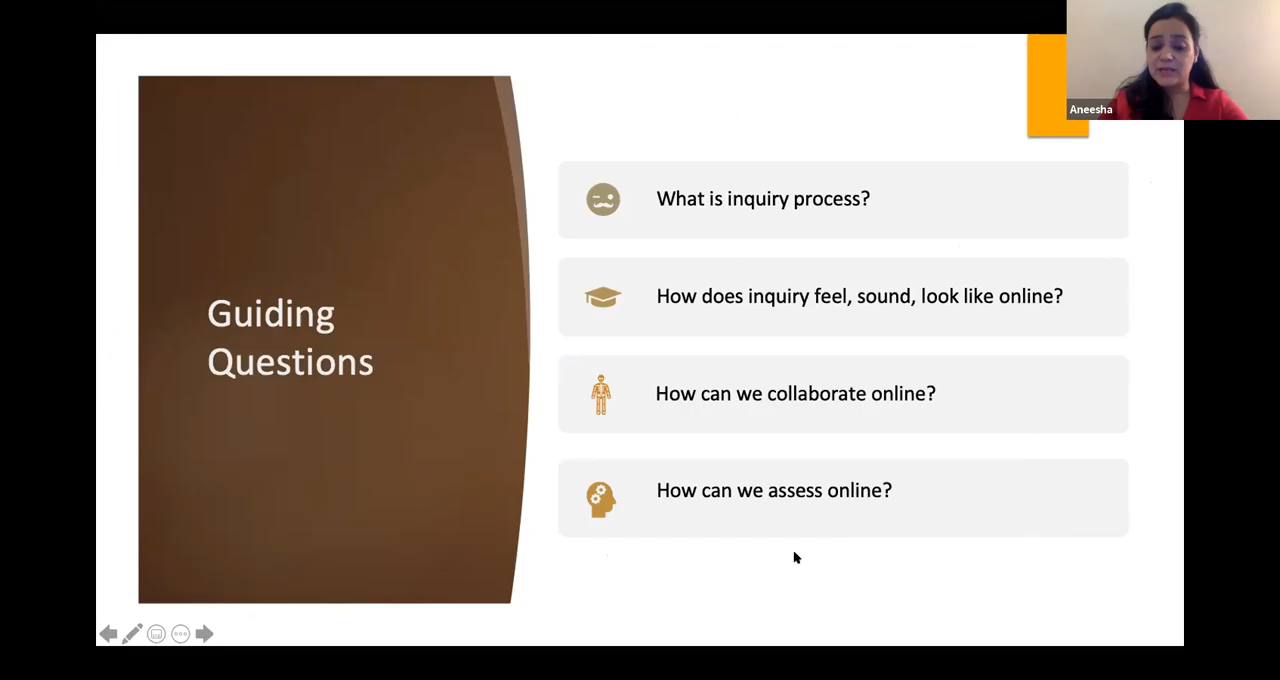 Aneesha
Guiding
Questions
What is inquiry process?
How does inquiry feel, sound, look like online?
How can we collaborate online?
How can we assess online?